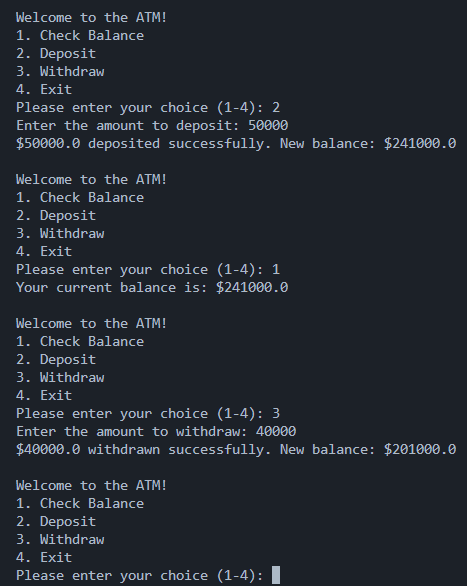 Welcome to the ATM!
1. Check Balance
2. Deposit
3. Withdraw
4. Exit
Please enter your choice (1-4): 2
Enter the amount to deposit: 50000
$50000.0 deposited successfully. New balance: $241000.0
Welcome to the ATM!
1. Check Balance
2. Deposit
3. Withdraw
4. Exit
Please enter your choice (1-4): 1
Your current balance is: $241000.0
Welcome to the ATM!
1. Check Balance
2. Deposit
3. Withdraw
4. Exit
Please enter your choice (1-4): 3
Enter the amount to withdraw: 40000
$40000.0 withdrawn successfully. New balance: $201000.0
Welcome to the ATM!
1. Check Balance
2. Deposit
3. Withdraw
4. Exit
Please enter your choice (1-4):